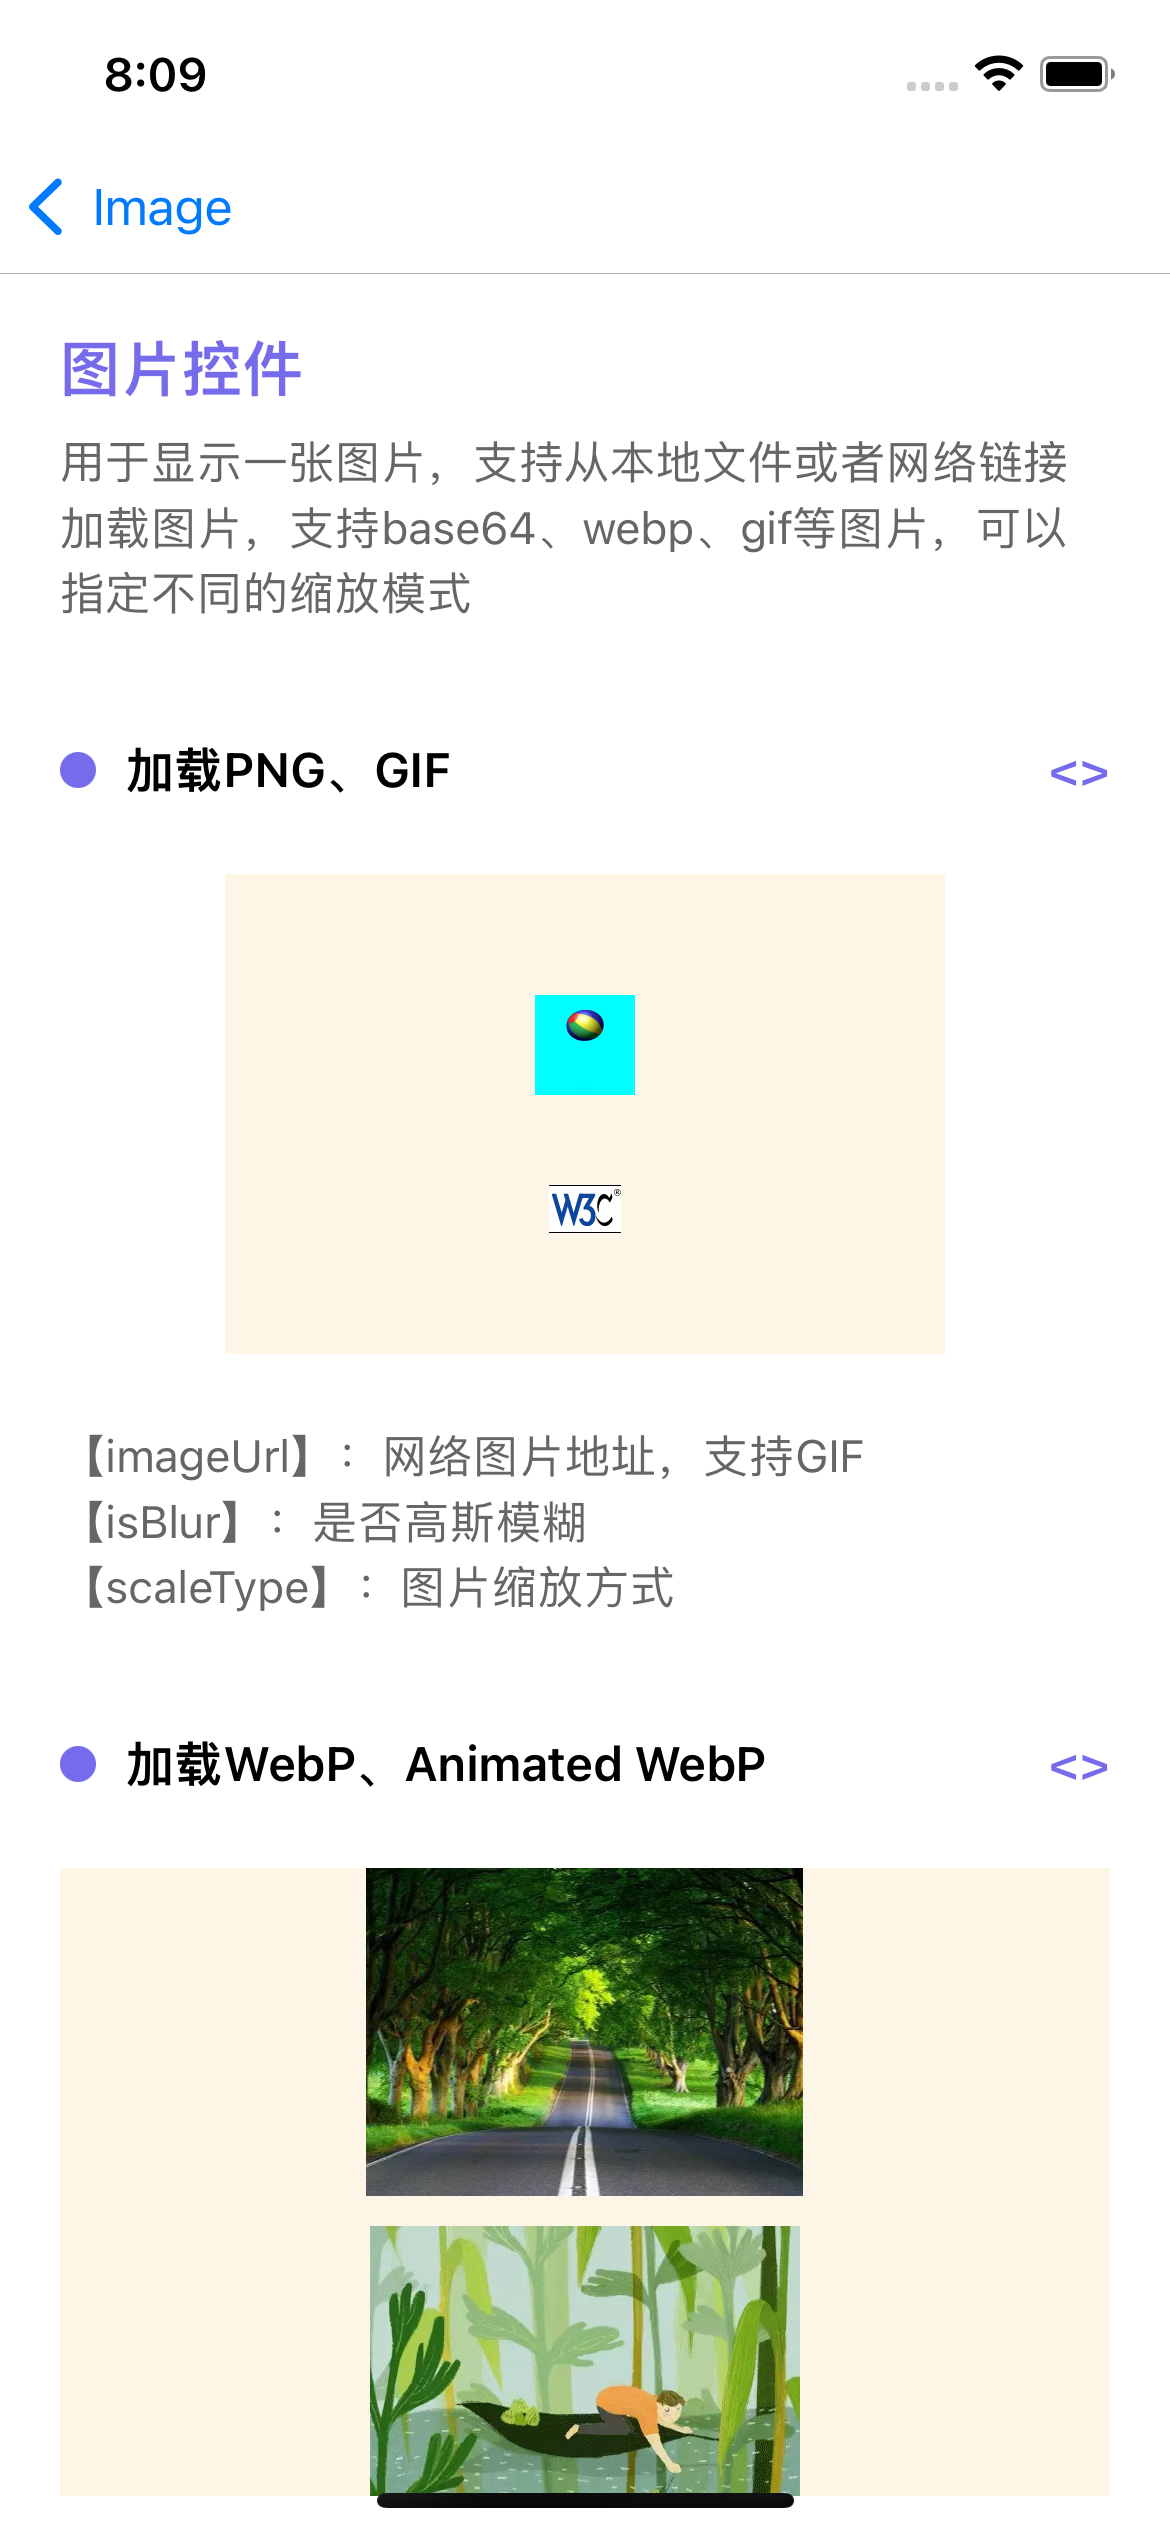 8:09
Image
图片控件
用于显示一张图片，支持从本地文件或者网络链接
加载图片，支持base64、webp、gif等图片，可以
指定不同的缩放模式
加载PNG、GIF
<>
W3C®
【imageUrl】：网络图片地址，支持GIF
【isBlur】：是否高斯模糊
【scaleType】：图片缩放方式
加载WebP、Animated WebP
<>